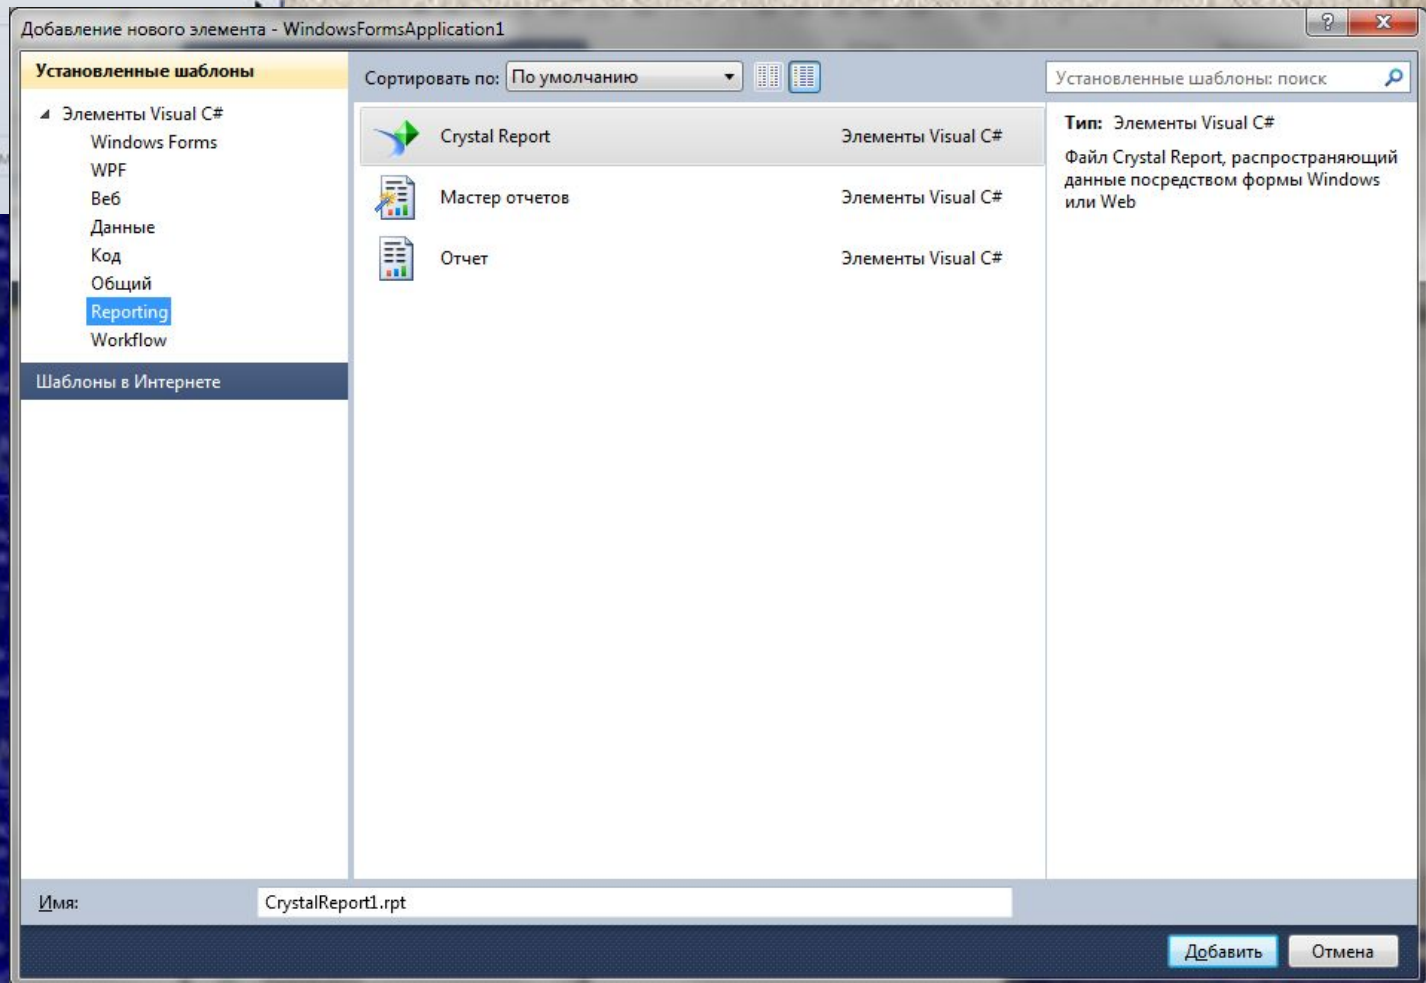 Добавление нового элемента - WindowsFormsApplication1
Установленные шаблоны
Сортировать по: По умолчанию
Установленные шаблоны: поиск
Элементы Visual C#
Windows Forms
WPF
Веб
Данные
Код
Общий
Reporting
Workflow
Шаблоны в Интернете
Crystal Report Элементы Visual C#
Мастер отчетов Элементы Visual C#
Отчет Элементы Visual C#
Тип: Элементы Visual C#
Файл Crystal Report, распространяющий
данные посредством формы Windows
или Web
Имя: CrystalReport1.rpt
Добавить Отмена